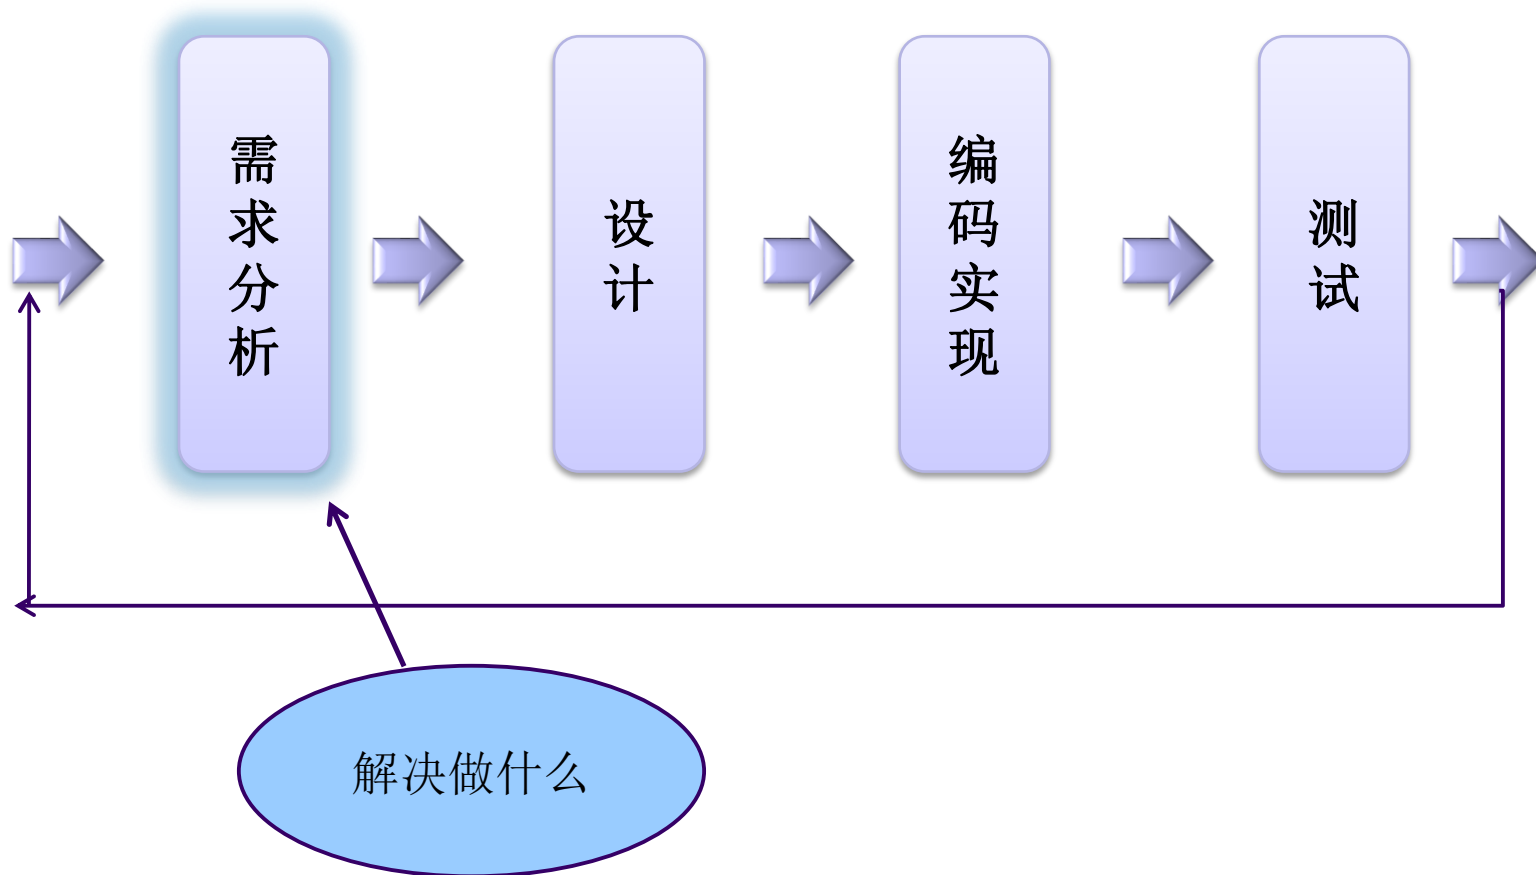 需求分析
设计
编码实现
测试
解决做什么